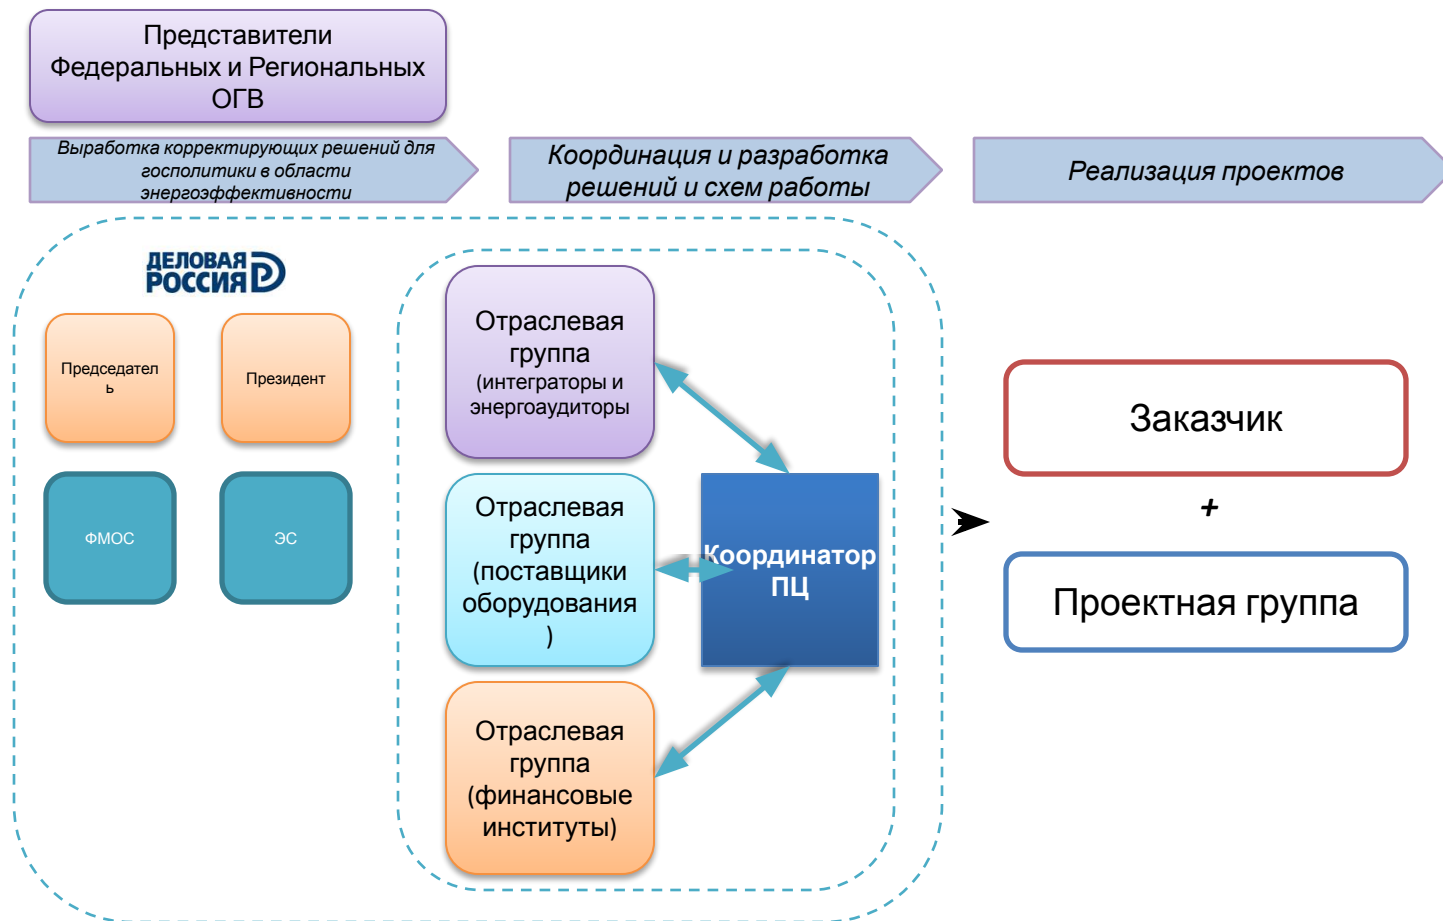 Представители
Федеральных и Региональных
ОГВ
Выработка корректирующих решений для
госполитики в области
энергоэффективности
Координация и разработка
решений и схем работы
Реализация проектов
ДЕЛОВАЯ
РОССИЯ
Председател
ь
Президент
ФМОС
ЭС
Отраслевая
группа
(интеграторы и
энергоаудиторы
Отраслевая
группа
(поставщики
оборудования
)
Отраслевая
группа
(финансовые
институты)
Координатор
ПЦ
Заказчик
+
Проектная группа